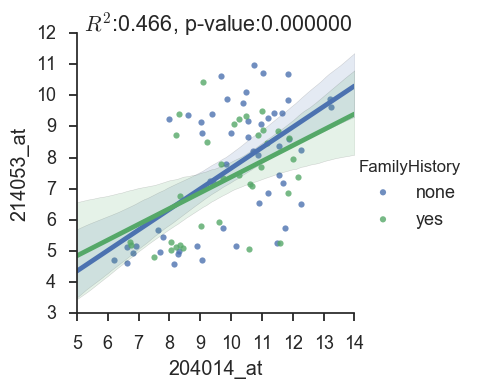 R²:0.466, p-value:0.000000
12
11
10
9
8
7
6
5
4
3
214053_at
5 6 7 8 9 10 11 12 13 14
204014_at
FamilyHistory
none
yes